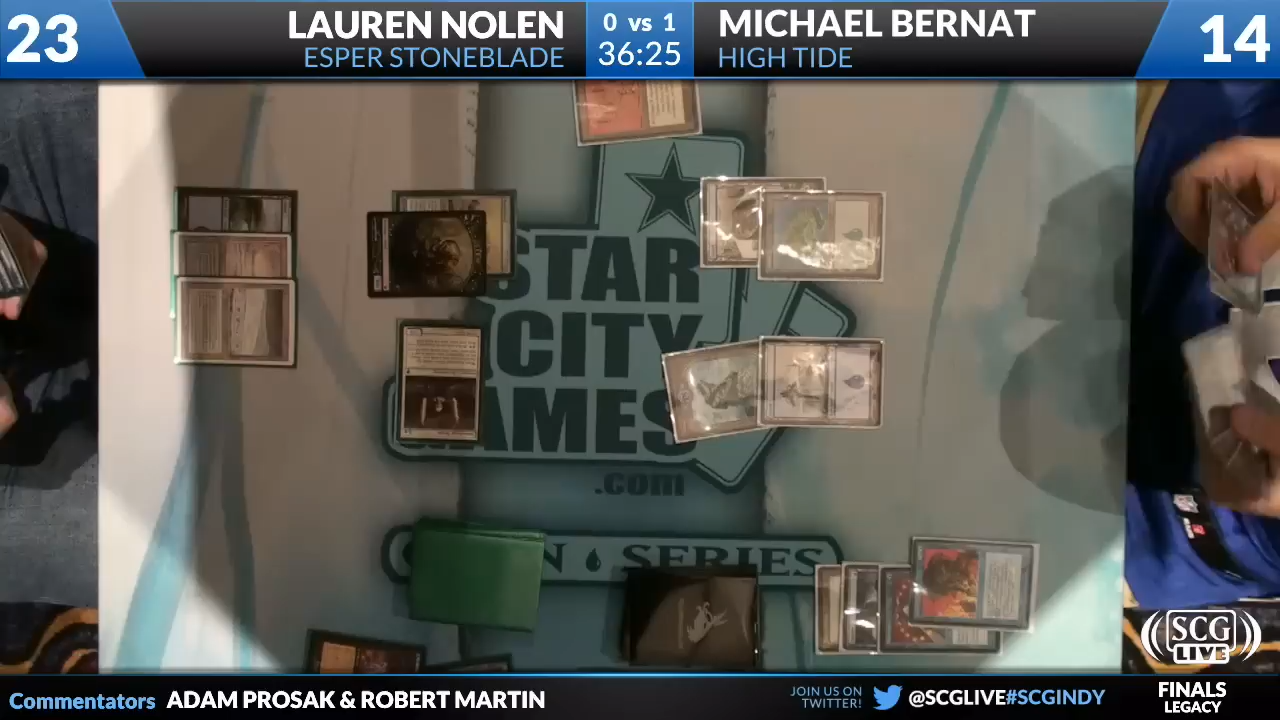 23
LAUREN NOLEN
ESPER STONEBLADE
0 vs 1
36:25
MICHAEL BERNAT
HIGH TIDE
14
STAR
CITY
GAMES
.com
SERIES
SCG
LIVE
Commentators ADAM PROSAK & ROBERT MARTIN
JOIN US ON
TWITTER!
@SCGLIVE#SCGINDY
FINALS
LEGACY